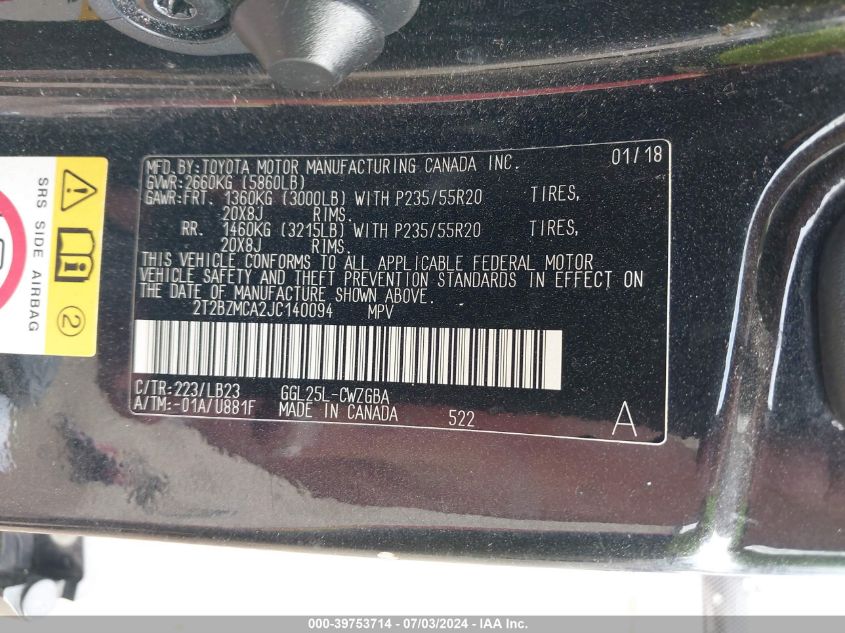 MFD.BY:TOYOTA MOTOR MANUFACTURING CANADA INC. 01/18
GVWR:2660KG (5860LB)
GAWR:FRT. 1360KG (3000LB) WITH P235/55R20 TIRES,
20X8J RIMS.
RR. 1460KG (3215LB) WITH P235/55R20 TIRES,
20X8J RIMS.
THIS VEHICLE CONFORMS TO ALL APPLICABLE FEDERAL MOTOR
VEHICLE SAFETY AND THEFT PREVENTION STANDARDS IN EFFECT ON
THE DATE OF MANUFACTURE SHOWN ABOVE.
2T2BZMCA2JC140094 MPV
C/TR:223/LB23 GGL25L-CWZGBA
A/TM:-01A/U881F MADE IN CANADA 522 A
SRS SIDE AIRBAG
2
000-39753714 / 07/03/2024 - IAA Inc.